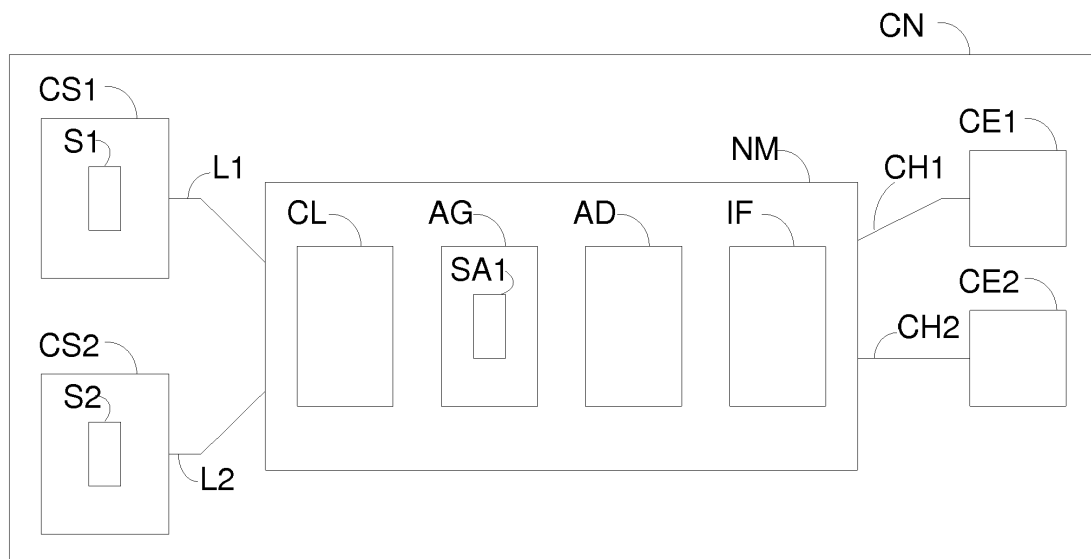 CN
CS1
S1
L1
NM
CE1
CH1
CL
AG
AD
IF
SA1
CE2
CH2
CS2
S2
L2